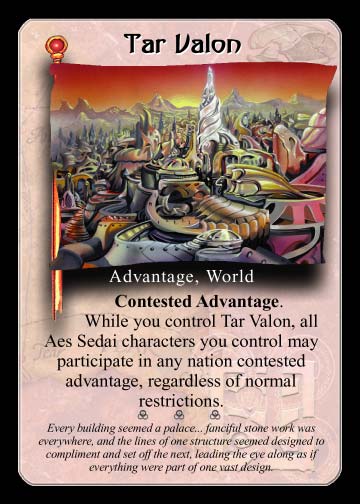 Tar Valon
Advantage, World
Contested Advantage.
While you control Tar Valon, all
Aes Sedai characters you control may
participate in any nation contested
advantage, regardless of normal
restrictions.
Every building seemed a palace... fanciful stone work was
everywhere, and the lines of one structure seemed designed to
compliment and set off the next, leading the eye along as if
everything were part of one vast design.